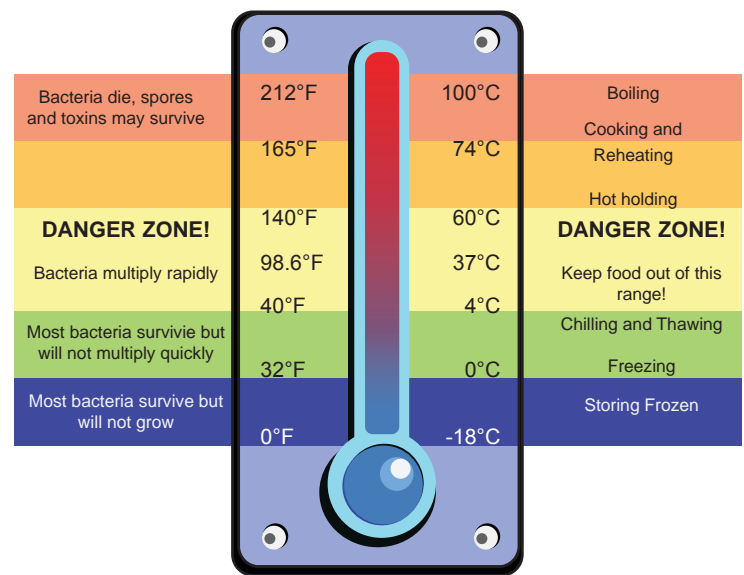 Bacteria die, spores
and toxins may survive
212°F
100°C
Boiling
Cooking and
165°F
74°C
Reheating
Hot holding
140°F
60°C
DANGER ZONE!
DANGER ZONE!
98.6°F
37°C
Bacteria multiply rapidly
Keep food out of this
range!
40°F
4°C
Most bacteria survivie but
will not multiply quickly
Chilling and Thawing
32°F
0°C
Freezing
Most bacteria survive but
will not grow
Storing Frozen
0°F
-18°C